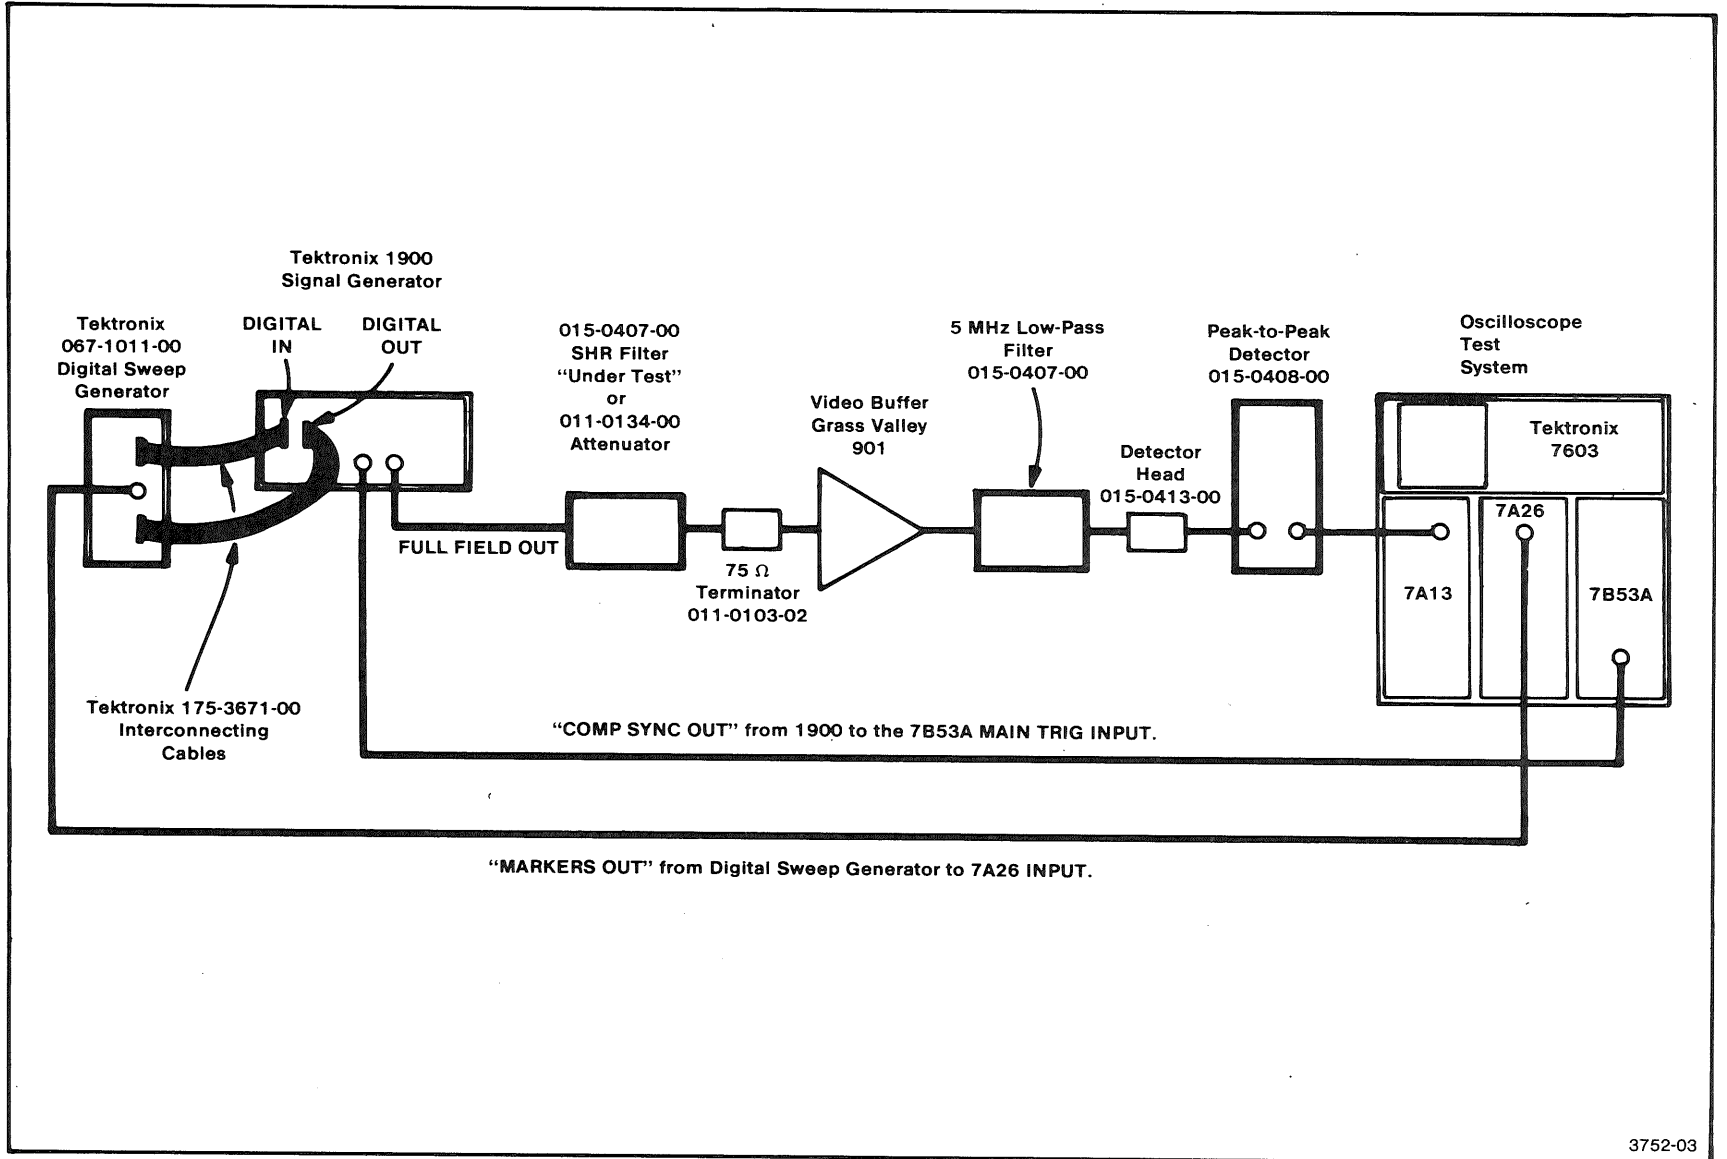 Tektronix 1900
Signal Generator
Tektronix
067-1011-00
Digital Sweep
Generator
DIGITAL
IN
DIGITAL
OUT
015-0407-00
SHR Filter
“Under Test”
or
011-0134-00
Attenuator
Video Buffer
Grass Valley
901
5 MHz Low-Pass
Filter
015-0407-00
Detector
Head
015-0413-00
Peak-to-Peak
Detector
015-0408-00
Oscilloscope
Test
System
Tektronix
7603
7A26
7A13
7B53A
FULL FIELD OUT
75 Ω
Terminator
011-0103-02
Tektronix 175-3671-00
Interconnecting
Cables
“COMP SYNC OUT” from 1900 to the 7B53A MAIN TRIG INPUT.
“MARKERS OUT” from Digital Sweep Generator to 7A26 INPUT.
3752-03